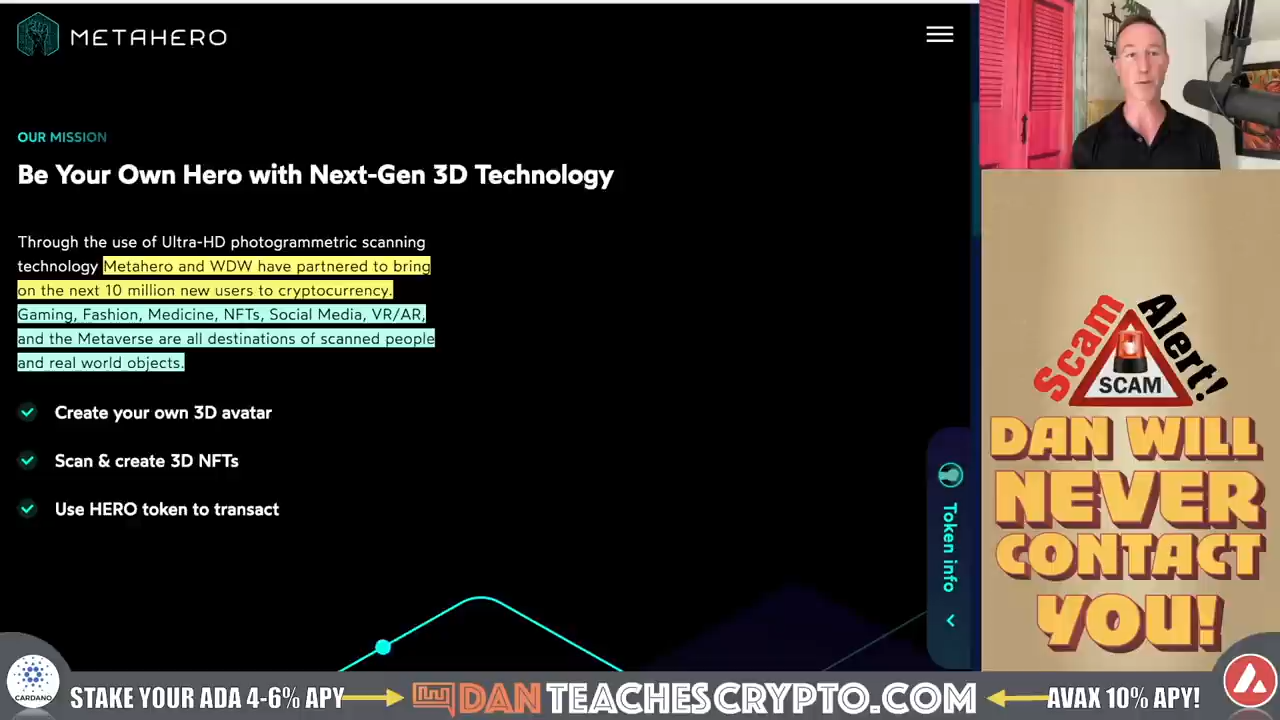 METAHERO
OUR MISSION
Be Your Own Hero with Next-Gen 3D Technology
Through the use of Ultra-HD photogrammetric scanning
technology Metahero and WDW have partnered to bring
on the next 10 million new users to cryptocurrency.
Gaming, Fashion, Medicine, NFTs, Social Media, VR/AR,
and the Metaverse are all destinations of scanned people
and real world objects.
Create your own 3D avatar
Scan & create 3D NFTs
Use HERO token to transact
Token info
Scam Alert!
SCAM
DAN WILL
NEVER
CONTACT
YOU!
CARDANO
STAKE YOUR ADA 4-6% APY
DANTEACHESCRYPTO.COM
AVAX 10% APY!